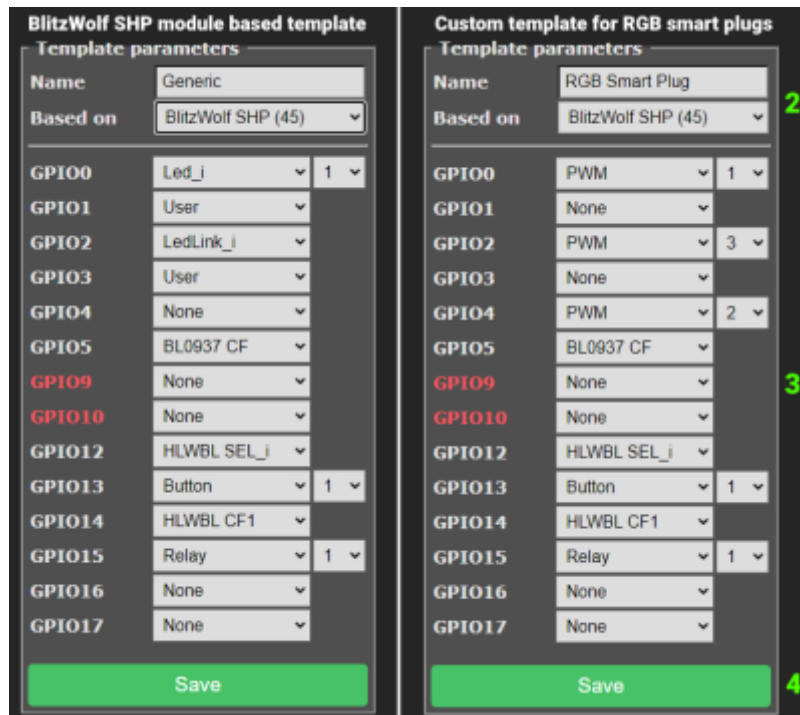 BlitzWolf SHP module based template
Template parameters
Name Generic
Based on BlitzWolf SHP (45)
GPIO0 Led_i 1
GPIO1 User
GPIO2 LedLink_i
GPIO3 User
GPIO4 None
GPIO5 BL0937 CF
GPIO9 None
GPIO10 None
GPIO12 HLWBL SEL_i
GPIO13 Button 1
GPIO14 HLWBL CF1
GPIO15 Relay 1
GPIO16 None
GPIO17 None
Save
Custom template for RGB smart plugs
Template parameters
Name RGB Smart Plug
Based on BlitzWolf SHP (45)
2
GPIO0 PWM 1
GPIO1 None
GPIO2 PWM 3
GPIO3 None
GPIO4 PWM 2
GPIO5 BL0937 CF
GPIO9 None
3
GPIO10 None
GPIO12 HLWBL SEL_i
GPIO13 Button 1
GPIO14 HLWBL CF1
GPIO15 Relay 1
GPIO16 None
GPIO17 None
Save
4